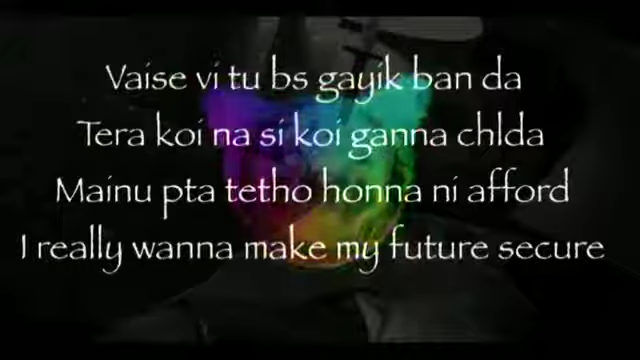 Vaise vi tu bs gayik ban da
Tera koi na si koi ganna chlda
Mainu pta tetho honna ni afford
I really wanna make my future secure